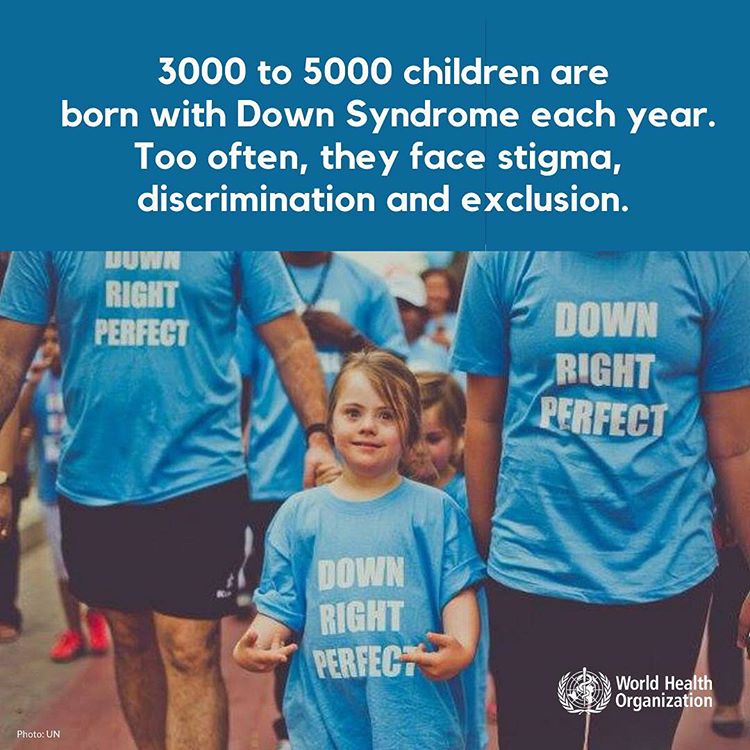 3000 to 5000 children are
born with Down Syndrome each year.
Too often, they face stigma,
discrimination and exclusion.
DOWN
RIGHT
PERFECT
DOWN
RIGHT
PERFECT
DOWN
RIGHT
PERFECT
World Health
Organization
Photo: UN